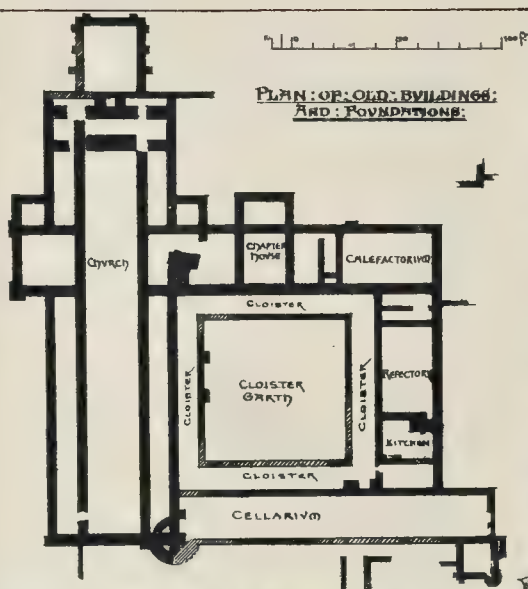 PLAN : OF : OLD : BUILDINGS :
AND : FOUNDATIONS :
CHURCH
CHAPTER
HOUSE
CALEFACTORIUM
CLOISTER
CLOISTER
CLOISTER
GARTH
CLOISTER
REFECTORY
KITCHEN
CLOISTER
CELLARIUM